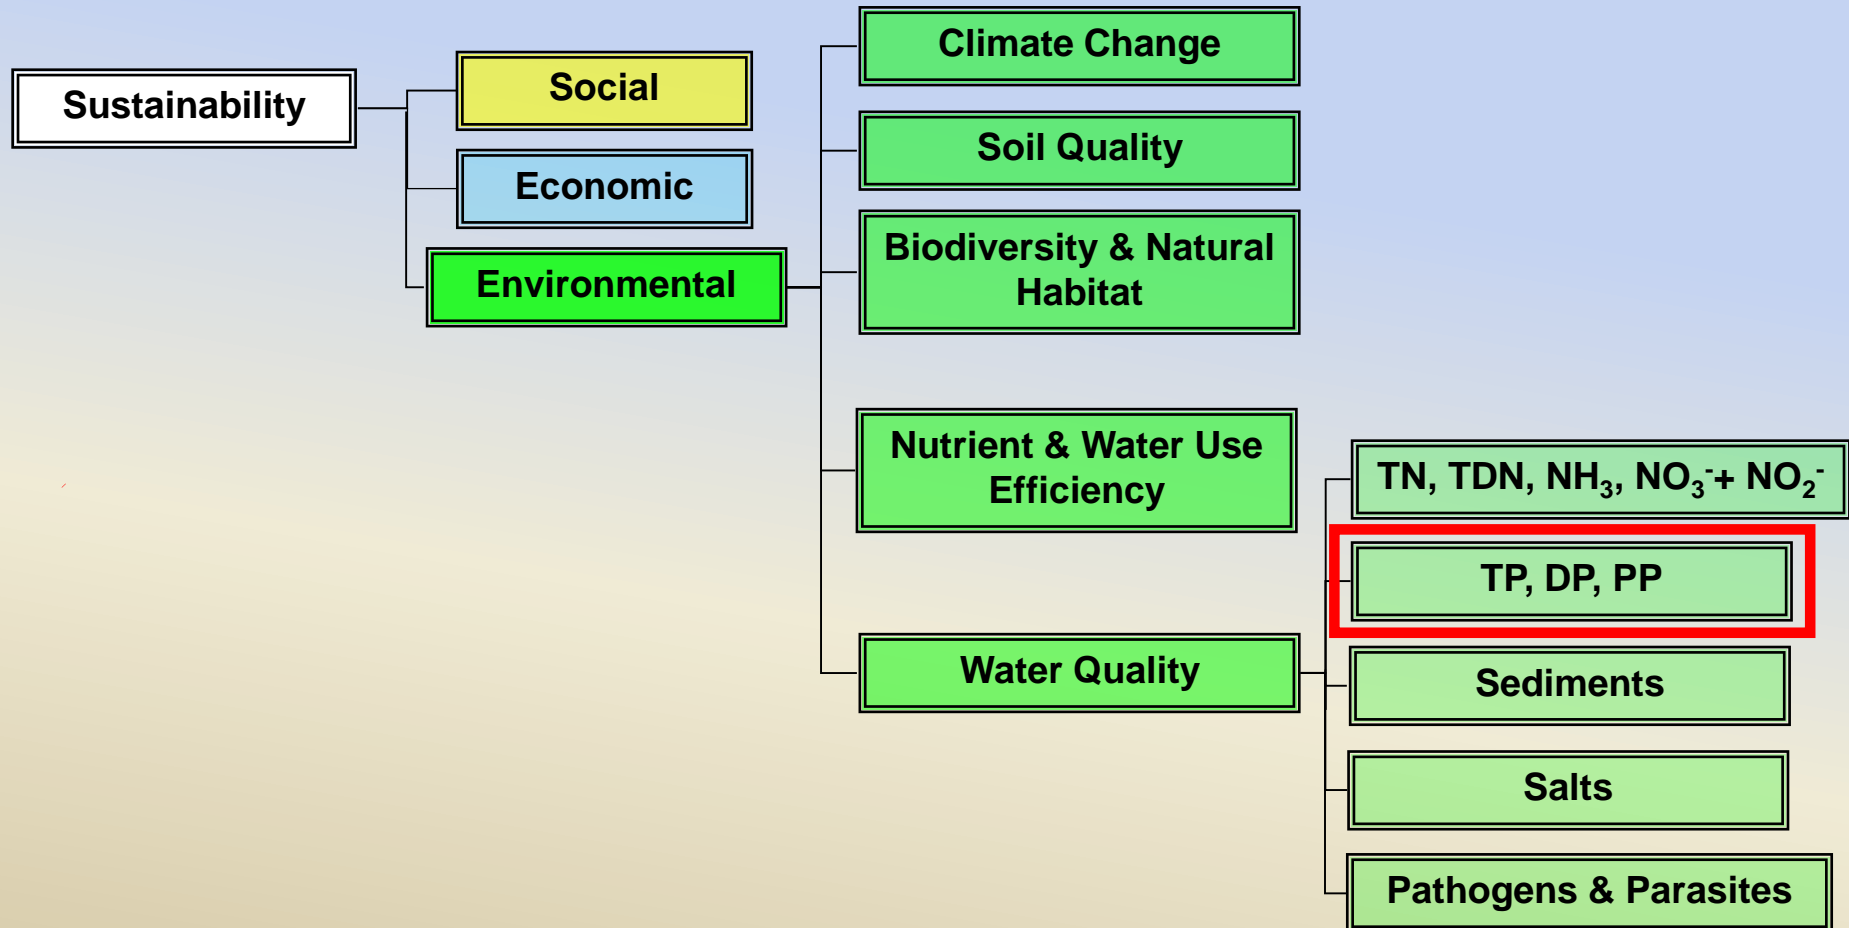 Sustainability
Social
Economic
Environmental
Climate Change
Soil Quality
Biodiversity & Natural
Habitat
Nutrient & Water Use
Efficiency
Water Quality
TN, TDN, NH₃, NO₃⁻+ NO₂⁻
TP, DP, PP
Sediments
Salts
Pathogens & Parasites